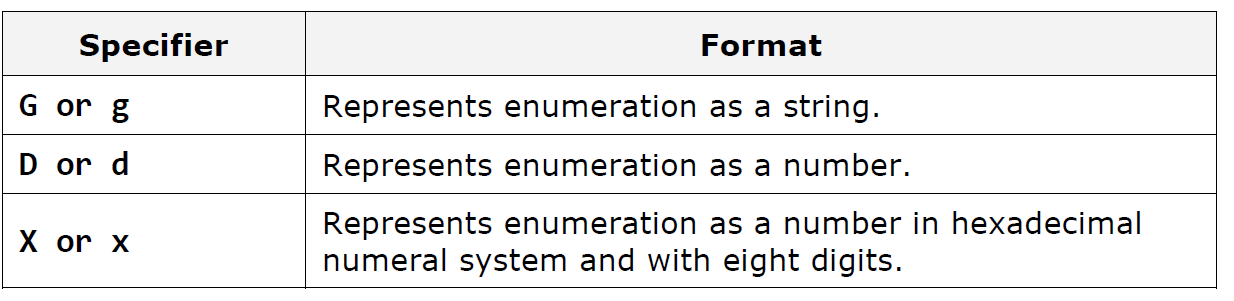 Specifier Format
G or g Represents enumeration as a string.
D or d Represents enumeration as a number.
X or x Represents enumeration as a number in hexadecimal
numeral system and with eight digits.